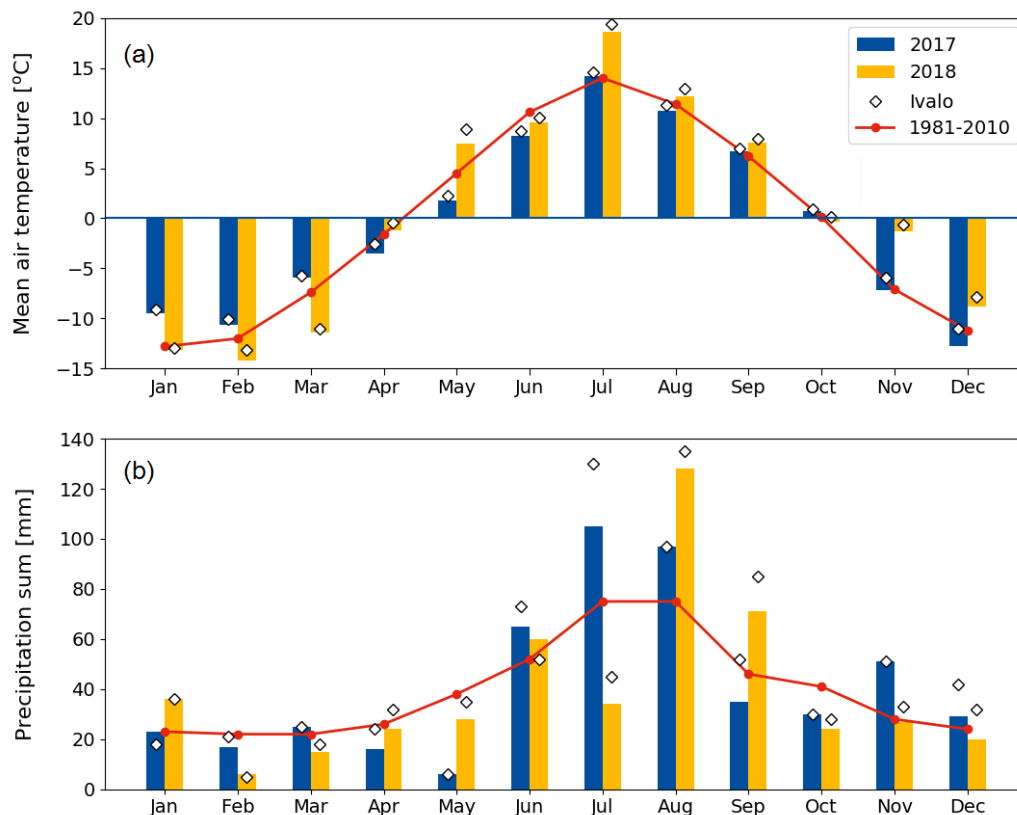 20
15
10
5
0
−5
−10
−15
Mean air temperature [°C]
(a)
2017
2018
Ivalo
1981-2010
Jan Feb Mar Apr May Jun Jul Aug Sep Oct Nov Dec
140
120
100
80
60
40
20
0
Precipitation sum [mm]
(b)
Jan Feb Mar Apr May Jun Jul Aug Sep Oct Nov Dec